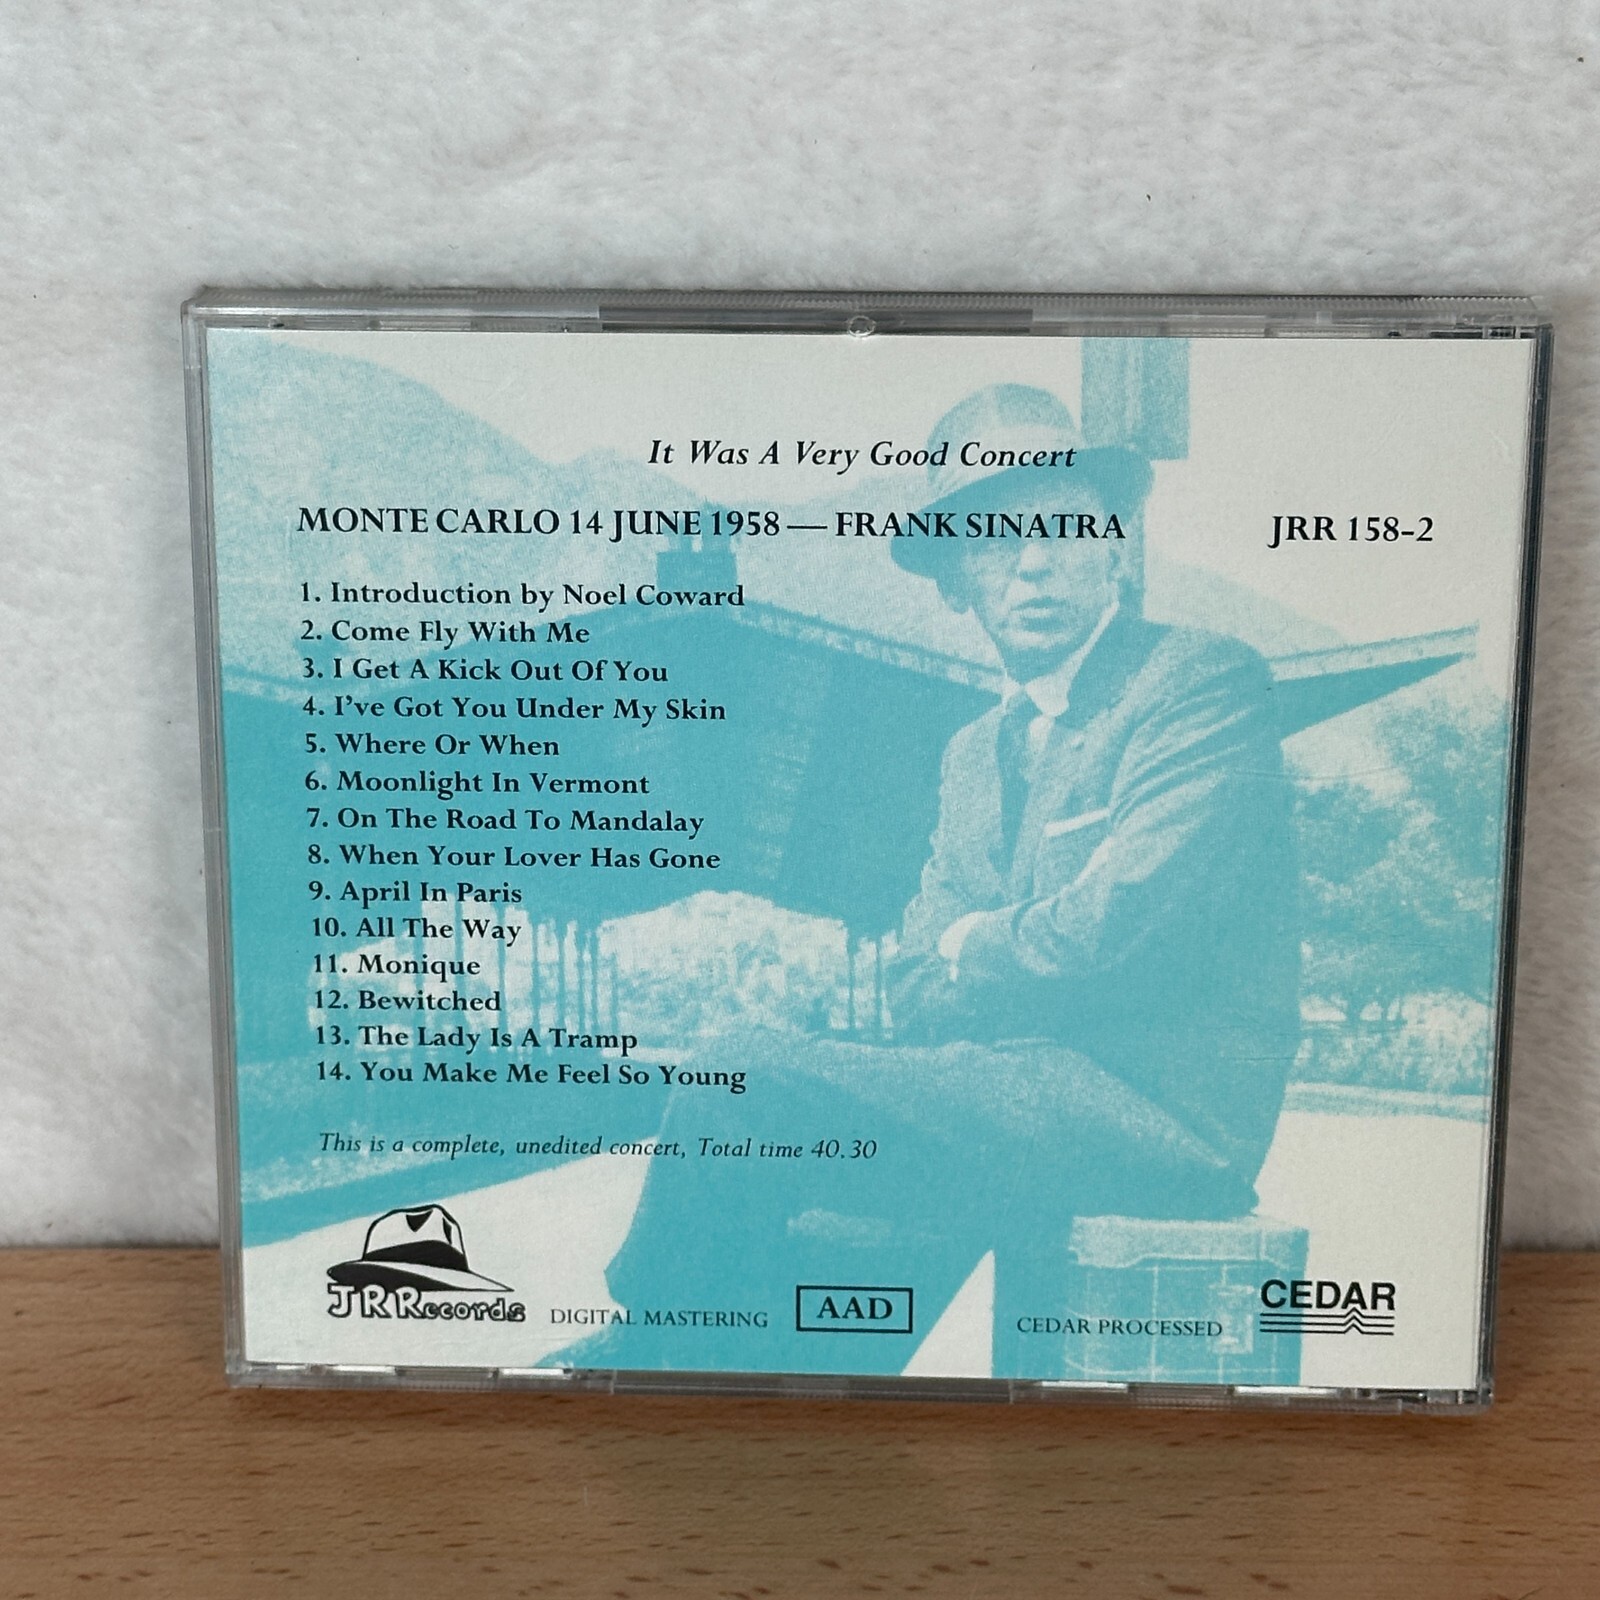 It Was A Very Good Concert
MONTE CARLO 14 JUNE 1958 — FRANK SINATRA JRR 158-2
1. Introduction by Noel Coward
2. Come Fly With Me
3. I Get A Kick Out Of You
4. I've Got You Under My Skin
5. Where Or When
6. Moonlight In Vermont
7. On The Road To Mandalay
8. When Your Lover Has Gone
9. April In Paris
10. All The Way
11. Monique
12. Bewitched
13. The Lady Is A Tramp
14. You Make Me Feel So Young
This is a complete, unedited concert, Total time 40.30
JRRecords DIGITAL MASTERING AAD CEDAR PROCESSED CEDAR